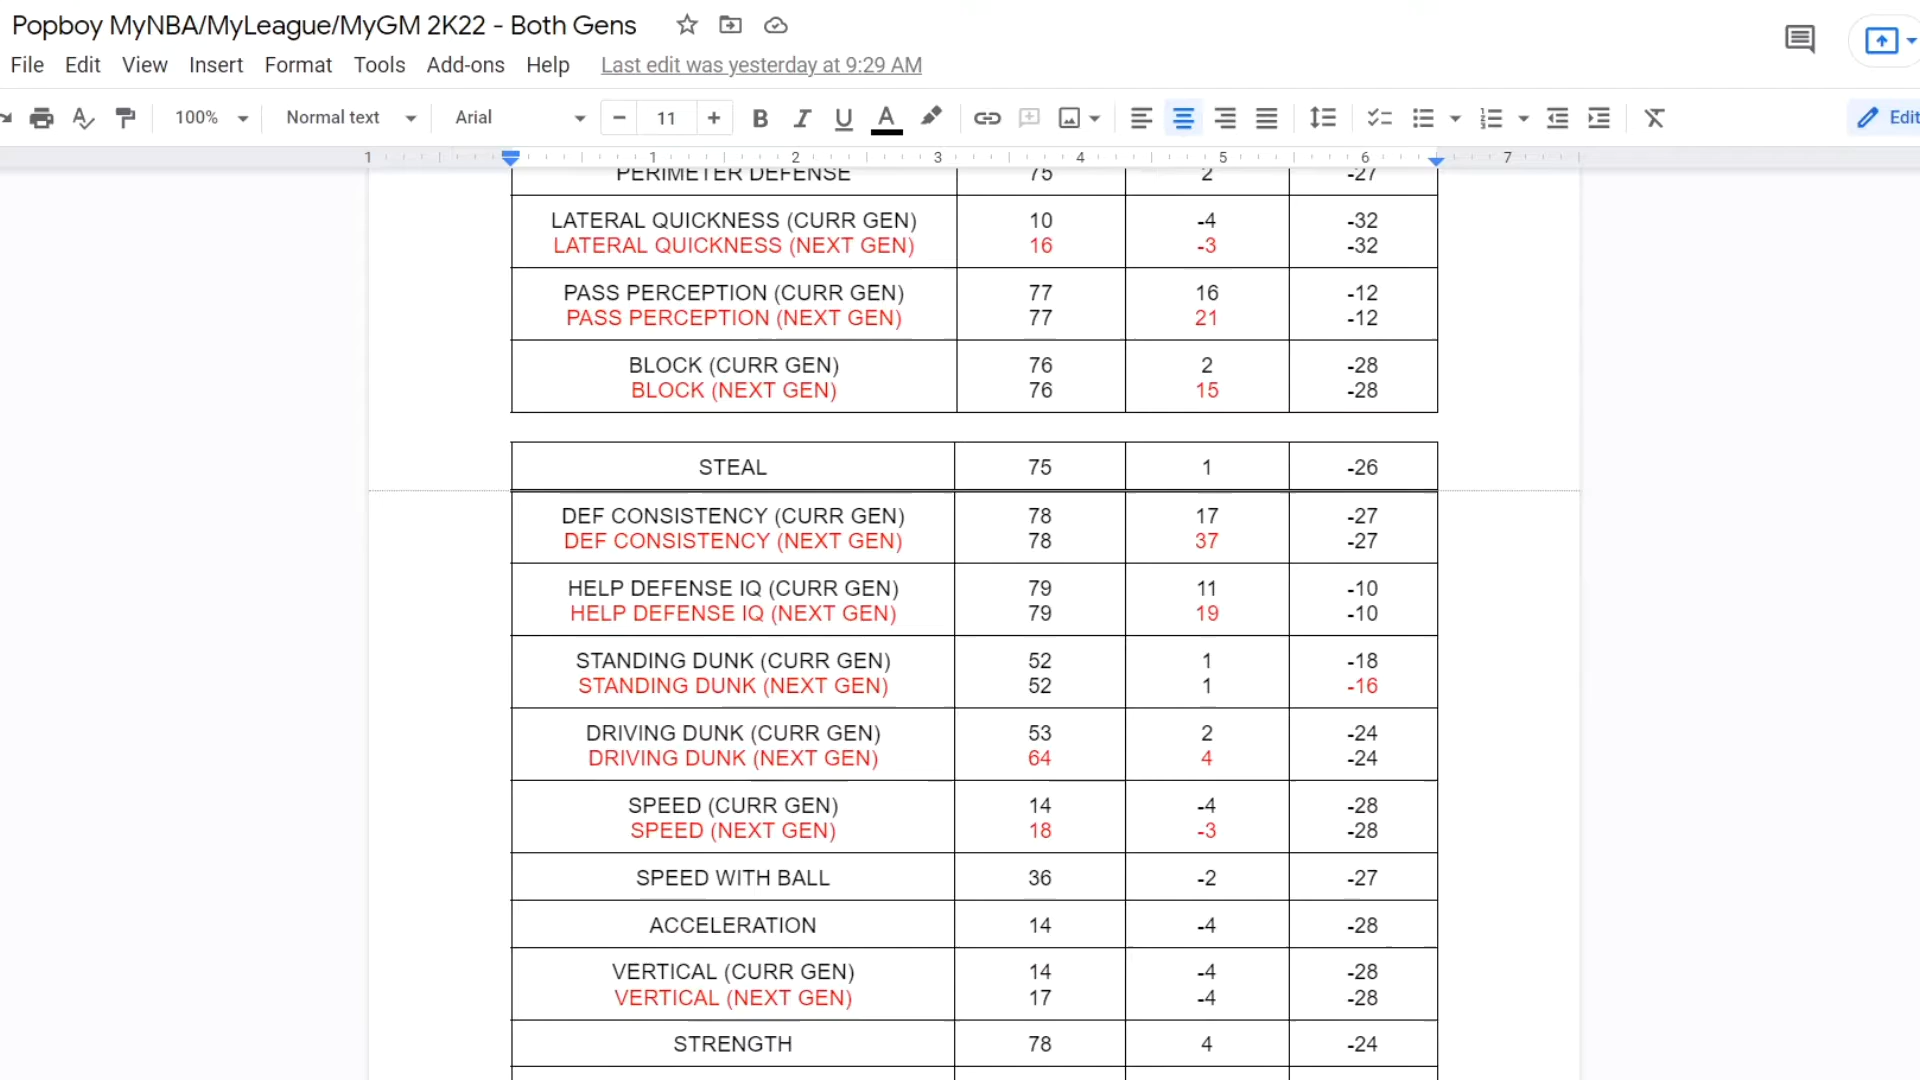 Popboy MyNBA/MyLeague/MyGM 2K22 - Both Gens
File Edit View Insert Format Tools Add-ons Help Last edit was yesterday at 9:29 AM
100% Normal text Arial - 11 + B I U A Edit
1 1 2 3 4 5 6 7
PERIMETER DEFENSE 75 2 -27
LATERAL QUICKNESS (CURR GEN) 10 -4 -32
LATERAL QUICKNESS (NEXT GEN) 16 -3 -32
PASS PERCEPTION (CURR GEN) 77 16 -12
PASS PERCEPTION (NEXT GEN) 77 21 -12
BLOCK (CURR GEN) 76 2 -28
BLOCK (NEXT GEN) 76 15 -28
STEAL 75 1 -26
DEF CONSISTENCY (CURR GEN) 78 17 -27
DEF CONSISTENCY (NEXT GEN) 78 37 -27
HELP DEFENSE IQ (CURR GEN) 79 11 -10
HELP DEFENSE IQ (NEXT GEN) 79 19 -10
STANDING DUNK (CURR GEN) 52 1 -18
STANDING DUNK (NEXT GEN) 52 1 -16
DRIVING DUNK (CURR GEN) 53 2 -24
DRIVING DUNK (NEXT GEN) 64 4 -24
SPEED (CURR GEN) 14 -4 -28
SPEED (NEXT GEN) 18 -3 -28
SPEED WITH BALL 36 -2 -27
ACCELERATION 14 -4 -28
VERTICAL (CURR GEN) 14 -4 -28
VERTICAL (NEXT GEN) 17 -4 -28
STRENGTH 78 4 -24